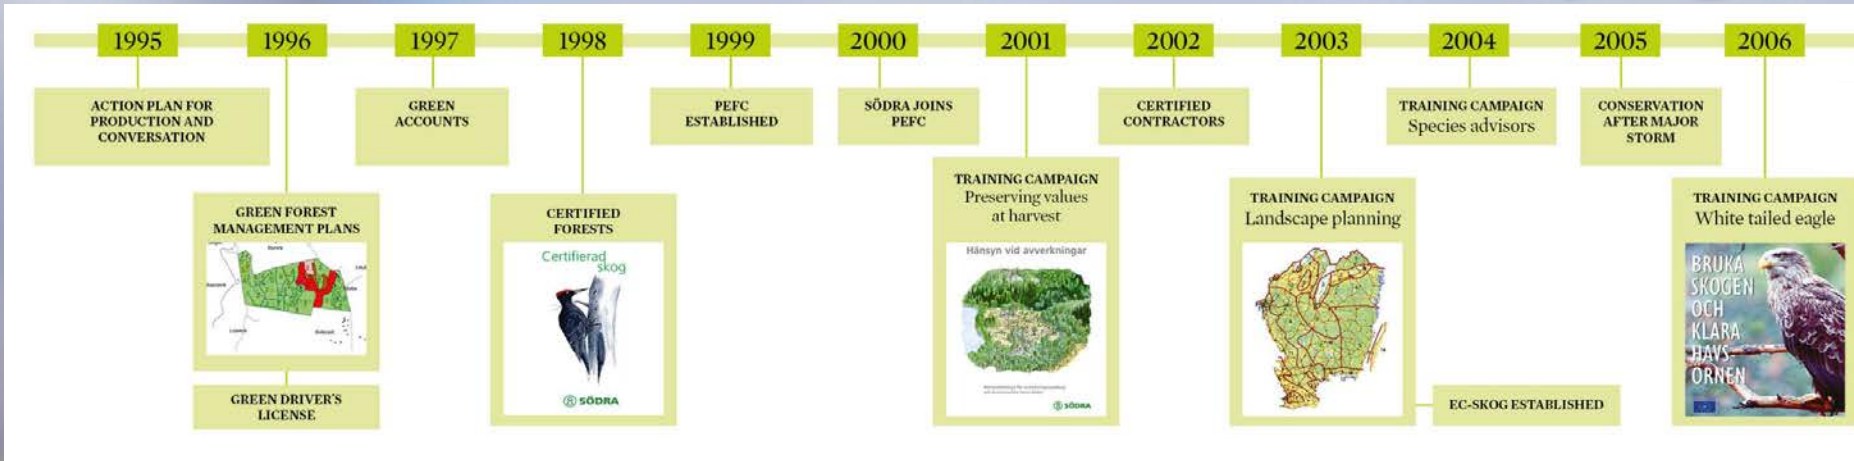 1995
1996
1997
1998
1999
2000
2001
2002
2003
2004
2005
2006
ACTION PLAN FOR
PRODUCTION AND
CONVERSATION
GREEN FOREST
MANAGEMENT PLANS
GREEN DRIVER'S
LICENSE
GREEN
ACCOUNTS
CERTIFIED
FORESTS
Certifierad
skog
SÖDRA
PEFC
ESTABLISHED
SÖDRA JOINS
PEFC
TRAINING CAMPAIGN
Preserving values
at harvest
Hänsyn vid avverkningar
SÖDRA
CERTIFIED
CONTRACTORS
TRAINING CAMPAIGN
Landscape planning
EC-SKOG ESTABLISHED
TRAINING CAMPAIGN
Species advisors
CONSERVATION
AFTER MAJOR
STORM
TRAINING CAMPAIGN
White tailed eagle
BRUKA
SKOGEN
OCH
KLARA
HAVS-
ÖRNEN